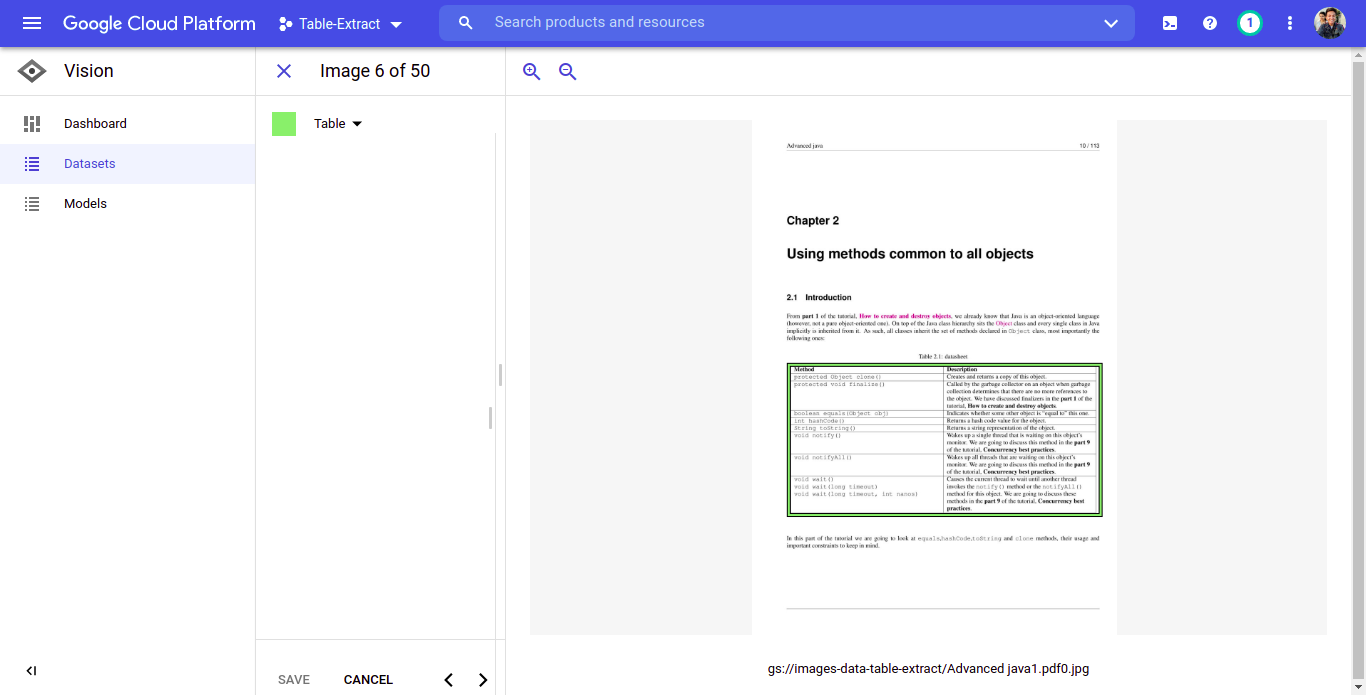 Google Cloud Platform
Table-Extract
Search products and resources
1
Vision
Image 6 of 50
Dashboard
Datasets
Models
Table
Advanced java
10 / 113
Chapter 2
Using methods common to all objects
2.1 Introduction
From part 1 of the tutorial, How to create and destroy objects, we already know that Java is an object-oriented language
(however, not a pure object-oriented one). On top of the Java class hierarchy sits the Object class and every single class in Java
implicitly is inherited from it. As such, all classes inherit the set of methods declared in Object class, most importantly the
following ones:
Table 2.1: datasheet
Method Description
protected Object clone() Creates and returns a copy of this object.
protected void finalize() Called by the garbage collector on an object when garbage
collection determines that there are no more references to
the object. We have discussed finalizers in the part 1 of the
tutorial, How to create and destroy objects.
boolean equals(Object obj) Indicates whether some other object is "equal to" this one.
int hashCode() Returns a hash code value for the object.
String toString() Returns a string representation of the object.
void notify() Wakes up a single thread that is waiting on this object's
monitor. We are going to discuss this method in the part 9
of the tutorial, Concurrency best practices.
void notifyAll() Wakes up all threads that are waiting on this object's
monitor. We are going to discuss this method in the part 9
of the tutorial, Concurrency best practices.
void wait() Causes the current thread to wait until another thread
void wait(long timeout) invokes the notify() method or the notifyAll()
void wait(long timeout, int nanos) method for this object. We are going to discuss these
methods in the part 9 of the tutorial, Concurrency best
practices.
In this part of the tutorial we are going to look at equals,hashCode,toString and clone methods, their usage and
important constraints to keep in mind.
SAVE
CANCEL
gs://images-data-table-extract/Advanced java1.pdf0.jpg